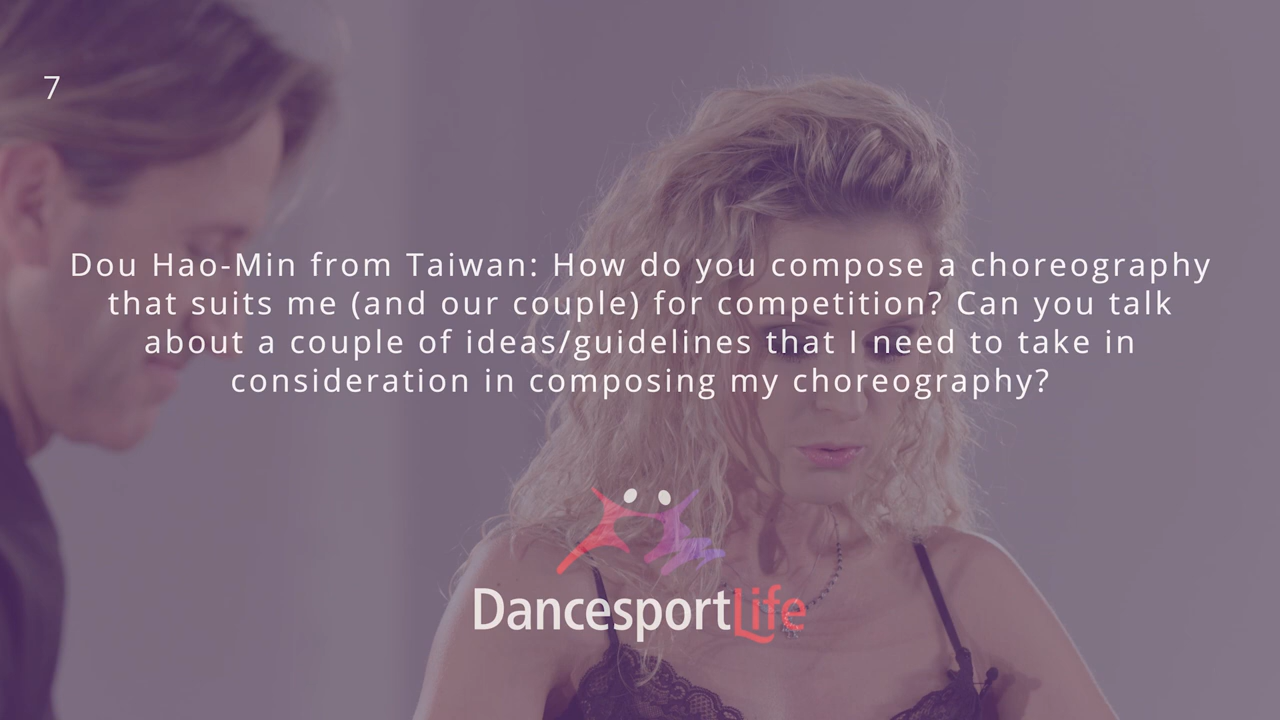 7
Dou Hao-Min from Taiwan: How do you compose a choreography
that suits me (and our couple) for competition? Can you talk
about a couple of ideas/guidelines that I need to take in
consideration in composing my choreography?
DancesportLife